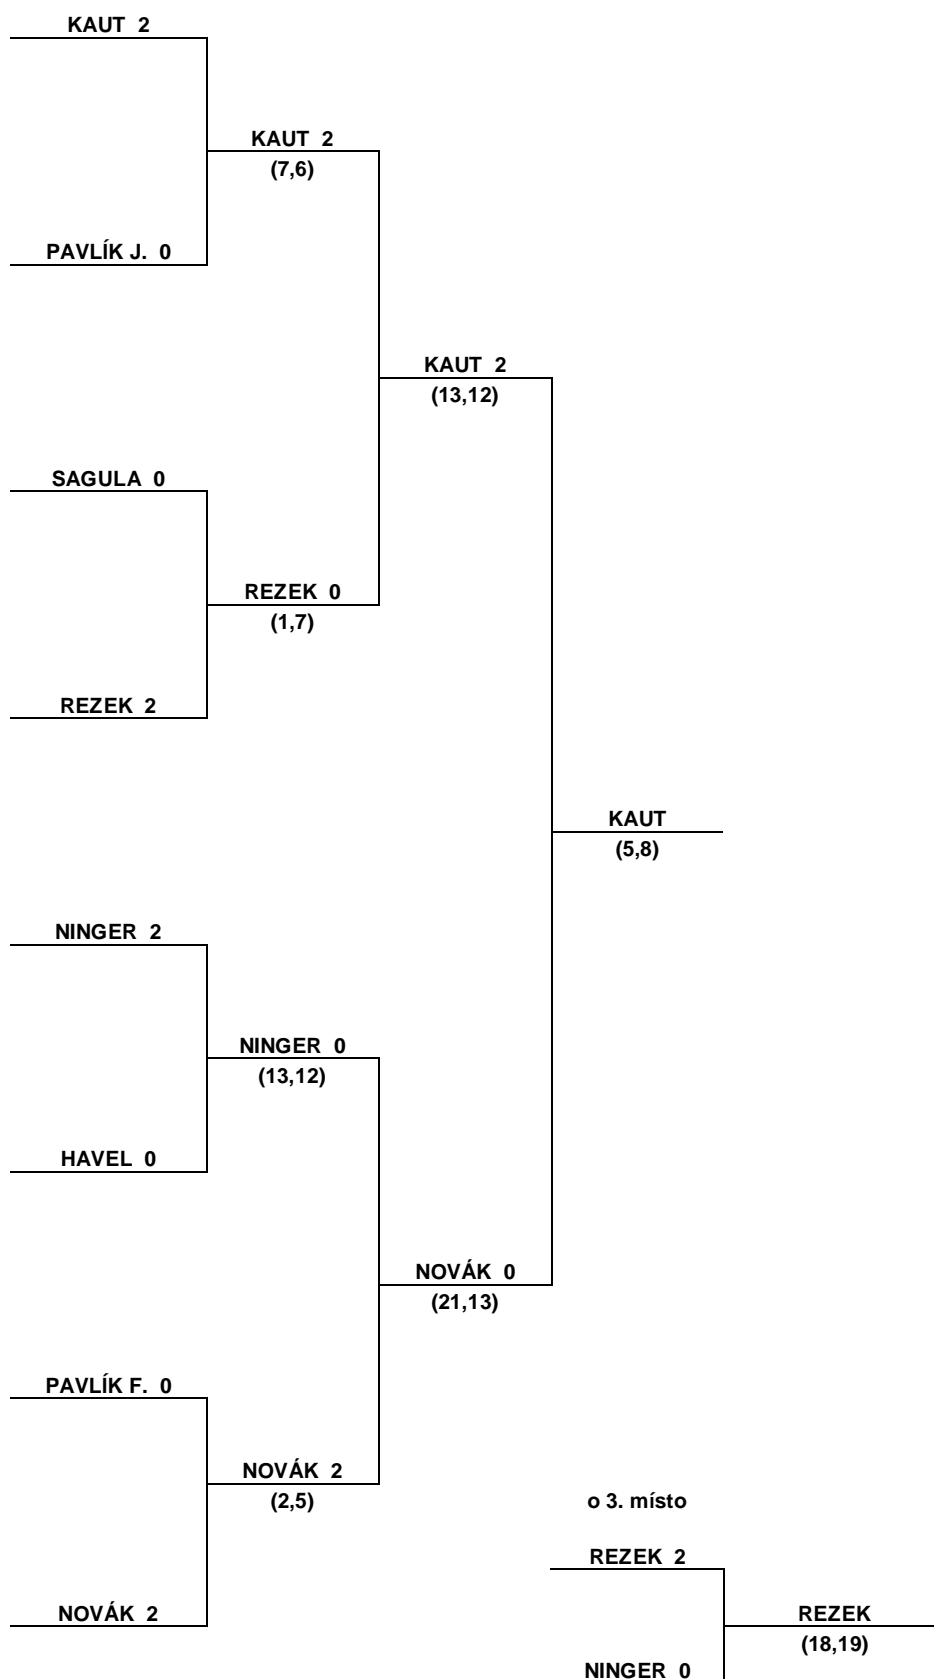 KAUT 2
KAUT 2
(7,6)
PAVLÍK J. 0
KAUT 2
(13,12)
SAGULA 0
REZEK 0
(1,7)
REZEK 2
KAUT
(5,8)
NINGER 2
NINGER 0
(13,12)
HAVEL 0
NOVÁK 0
(21,13)
PAVLÍK F. 0
NOVÁK 2
(2,5)
o 3. místo
REZEK 2
NOVÁK 2
REZEK
(18,19)
NINGER 0